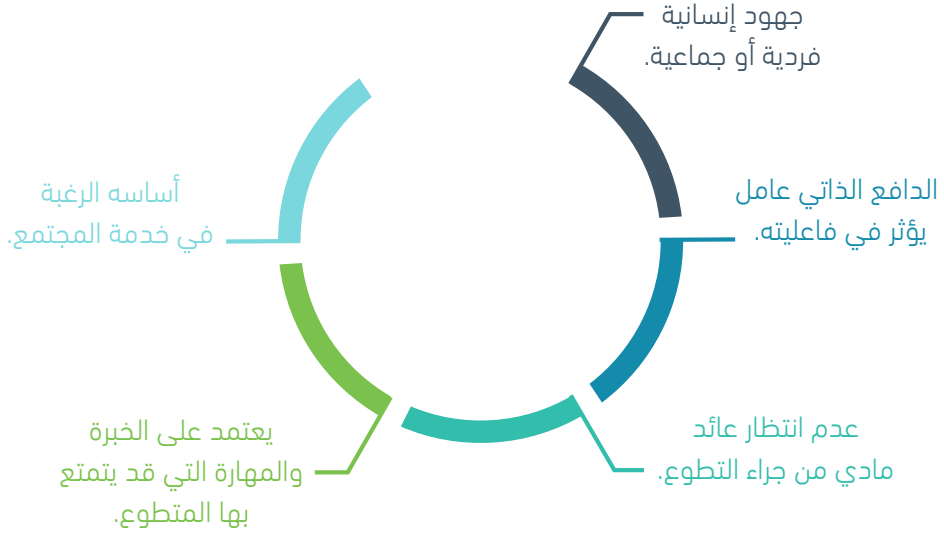 جهود إنسانية
فردية أو جماعية.
الدافع الذاتي عامل
يؤثر في فاعليته.
عدم انتظار عائد
مادي من جراء التطوع.
يعتمد على الخبرة
والمهارة التي قد يتمتع
بها المتطوع.
أساسه الرغبة
في خدمة المجتمع.